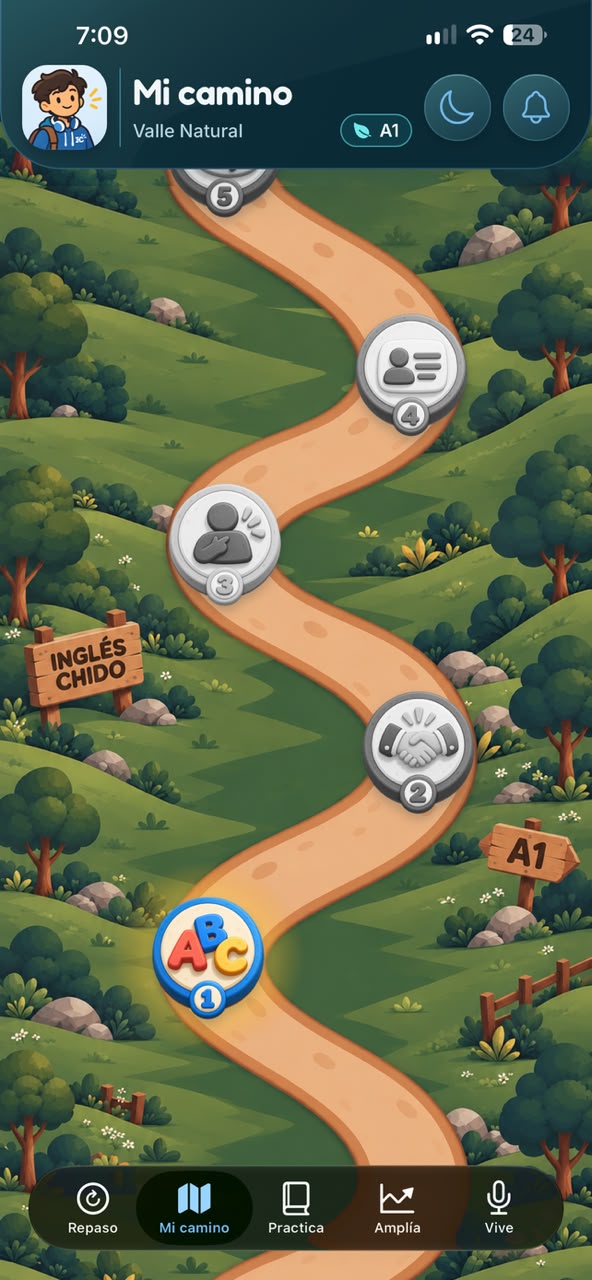 7:09
24
Mi camino
Valle Natural
A1
5
4
3
INGLÉS
CHIDO
2
A1
ABC
1
Repaso
Mi camino
Practica
Amplía
Vive